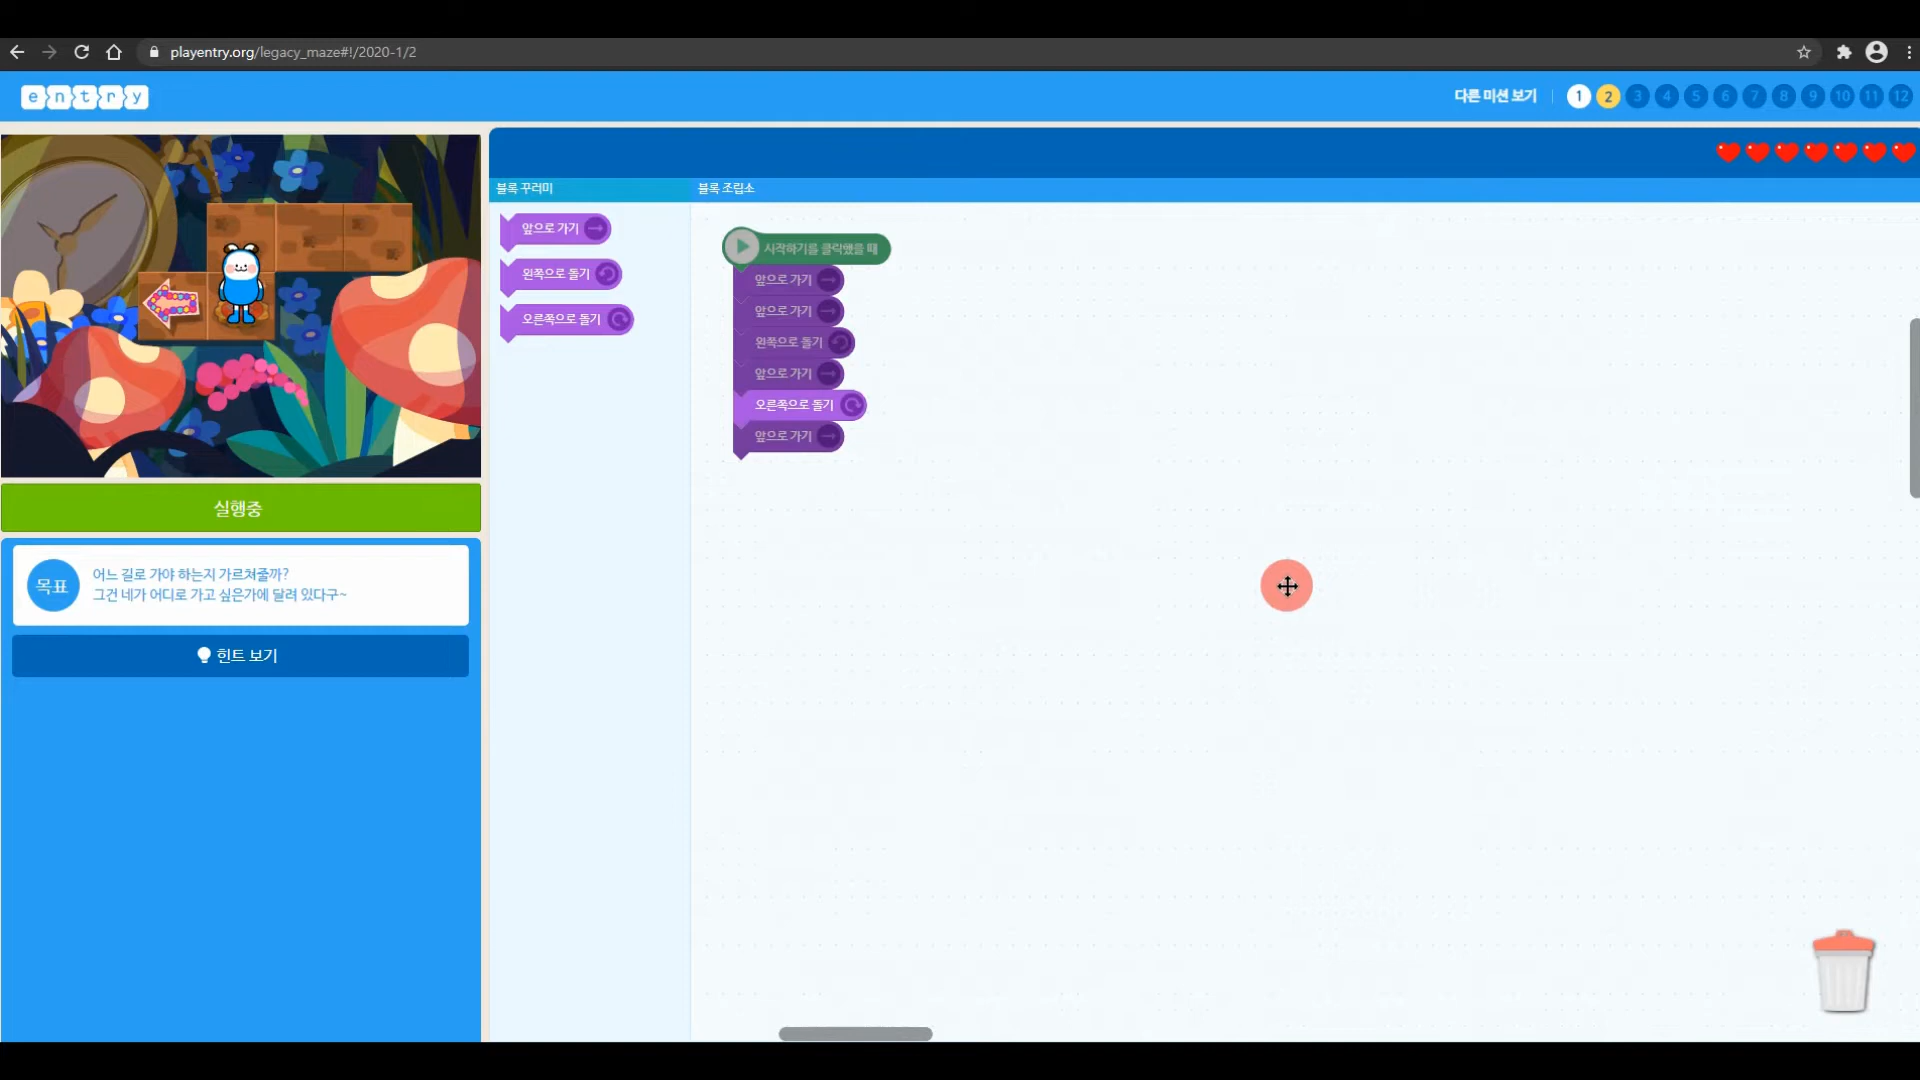 playentry.org/legacy_maze#!/2020-1/2
entry
다른 미션 보기 1 2 3 4 5 6 7 8 9 10 11 12
블록 꾸러미
블록 조립소
앞으로 가기
왼쪽으로 돌기
오른쪽으로 돌기
시작하기를 클릭했을 때
앞으로 가기
앞으로 가기
왼쪽으로 돌기
앞으로 가기
오른쪽으로 돌기
앞으로 가기
실행중
목표
어느 길로 가야 하는지 가르쳐줄까?
그건 네가 어디로 가고 싶은가에 달려 있다구~
힌트 보기